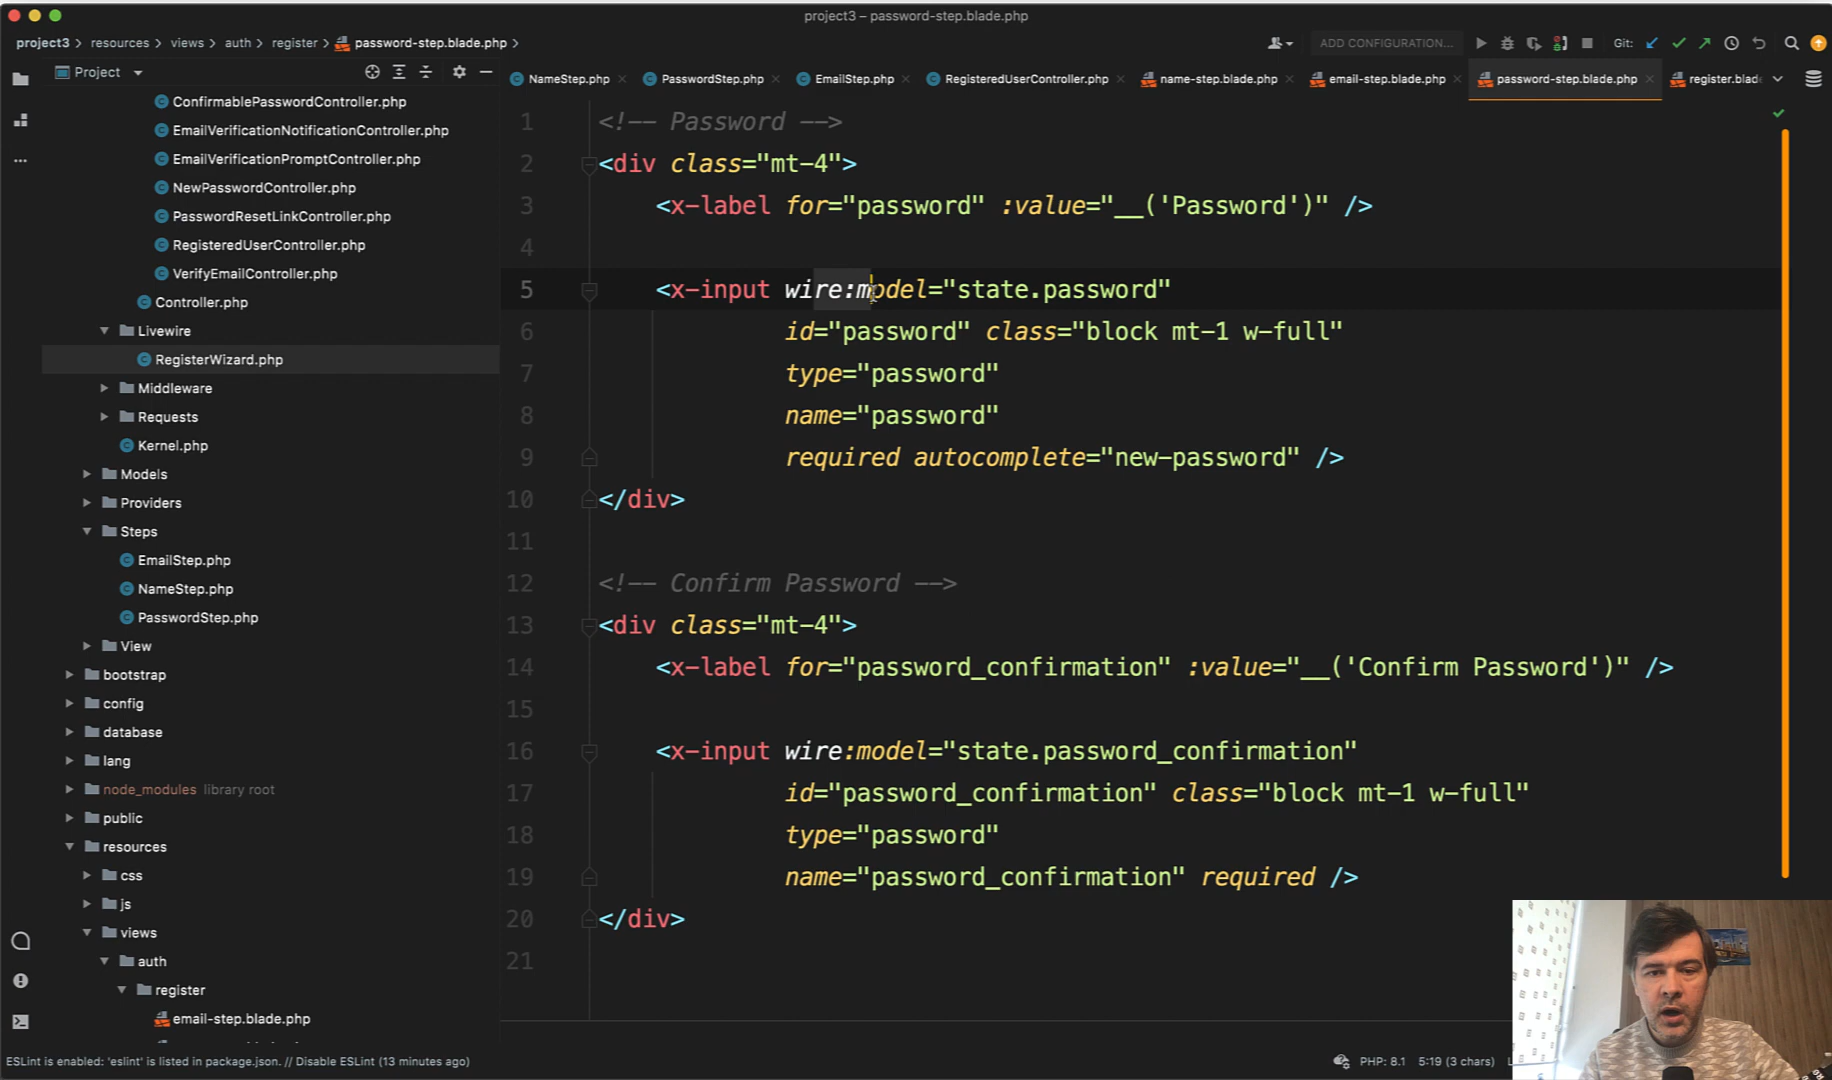 project3 – password-step.blade.php
project3 > resources > views > auth > register > password-step.blade.php >
ADD CONFIGURATION...
Git:
Project
NameStep.php
PasswordStep.php
EmailStep.php
RegisteredUserController.php
name-step.blade.php
email-step.blade.php
password-step.blade.php
register.blade
ConfirmablePasswordController.php
EmailVerificationNotificationController.php
EmailVerificationPromptController.php
NewPasswordController.php
PasswordResetLinkController.php
RegisteredUserController.php
VerifyEmailController.php
Controller.php
Livewire
RegisterWizard.php
Middleware
Requests
Kernel.php
Models
Providers
Steps
EmailStep.php
NameStep.php
PasswordStep.php
View
bootstrap
config
database
lang
node_modules library root
public
resources
css
js
views
auth
register
email-step.blade.php
1 <!-- Password -->
2 <div class="mt-4">
3 <x-label for="password" :value="__('Password')" />
4
5 <x-input wire:model="state.password"
6 id="password" class="block mt-1 w-full"
7 type="password"
8 name="password"
9 required autocomplete="new-password" />
10 </div>
11
12 <!-- Confirm Password -->
13 <div class="mt-4">
14 <x-label for="password_confirmation" :value="__('Confirm Password')" />
15
16 <x-input wire:model="state.password_confirmation"
17 id="password_confirmation" class="block mt-1 w-full"
18 type="password"
19 name="password_confirmation" required />
20 </div>
21
ESLint is enabled: 'eslint' is listed in package.json. // Disable ESLint (13 minutes ago)
PHP: 8.1
5:19 (3 chars)